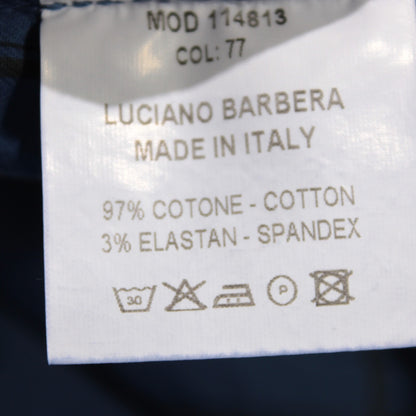 MOD 114813
COL: 77
LUCIANO BARBERA
MADE IN ITALY
97% COTONE - COTTON
3% ELASTAN - SPANDEX
30 P